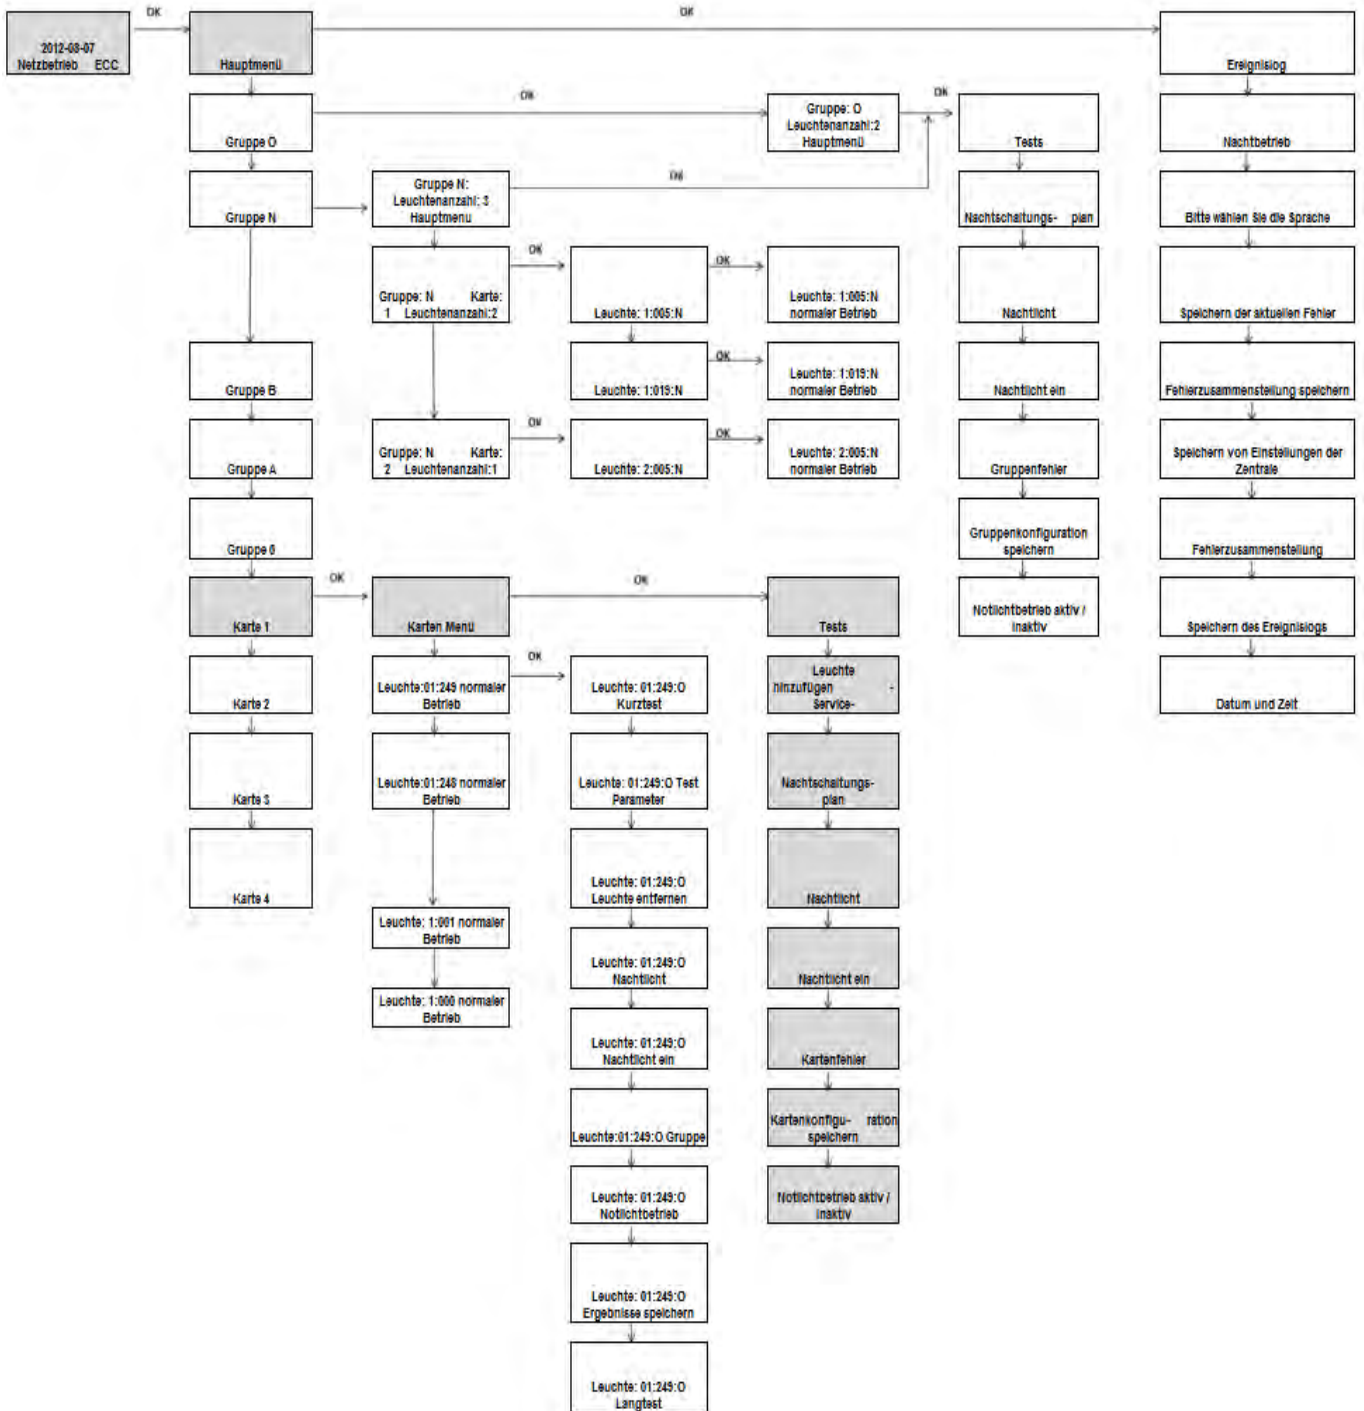 OK
OK
2012-08-07
Netzbetrieb ECC
Hauptmenü
Ereignislog
OK
OK
Gruppe O
Gruppe: O
Leuchtenanzahl:2
Hauptmenü
Tests
Nachtbetrieb
OK
Gruppe N
Gruppe N:
Leuchtenanzahl: 3
Hauptmenu
Nachtschaltungs- plan
Bitte wählen Sie die Sprache
OK
OK
Gruppe: N Karte:
1 Leuchtenanzahl:2
Leuchte: 1:005:N
Leuchte: 1:005:N
normaler Betrieb
Nachtlicht
Speichern der aktuellen Fehler
OK
Gruppe B
Leuchte: 1:019:N
Leuchte: 1:019:N
normaler Betrieb
Nachtlicht ein
Fehlerzusammenstellung speichern
OK
OK
Gruppe A
Gruppe: N Karte:
2 Leuchtenanzahl:1
Leuchte: 2:005:N
Leuchte: 2:005:N
normaler Betrieb
Gruppenfehler
Speichern von Einstellungen der
Zentrale
Gruppe 6
Gruppenkonfiguration
speichern
Fehlerzusammenstellung
OK
OK
Karte 1
Karten Menü
Tests
Notlichtbetrieb aktiv /
inaktiv
Speichern des Ereignislogs
OK
Karte 2
Leuchte:01:249 normaler
Betrieb
Leuchte: 01:249:O
Kurztest
Leuchte
hinzufügen -
Service-
Datum und Zeit
Karte 3
Leuchte:01:248 normaler
Betrieb
Leuchte: 01:249:O Test
Parameter
Nachtschaltungs-
plan
Karte 4
Leuchte: 01:249:O
Leuchte entfernen
Nachtlicht
Leuchte: 1:001 normaler
Betrieb
Leuchte: 01:249:O
Nachtlicht
Nachtlicht ein
Leuchte: 1:000 normaler
Betrieb
Leuchte: 01:249:O
Nachtlicht ein
Kartenfehler
Leuchte:01:249:O Gruppe
Kartenkonfigu- ration
speichern
Leuchte: 01:249:O
Notlichtbetrieb
Notlichtbetrieb aktiv /
inaktiv
Leuchte: 01:249:O
Ergebnisse speichern
Leuchte: 01:249:O
Langtest